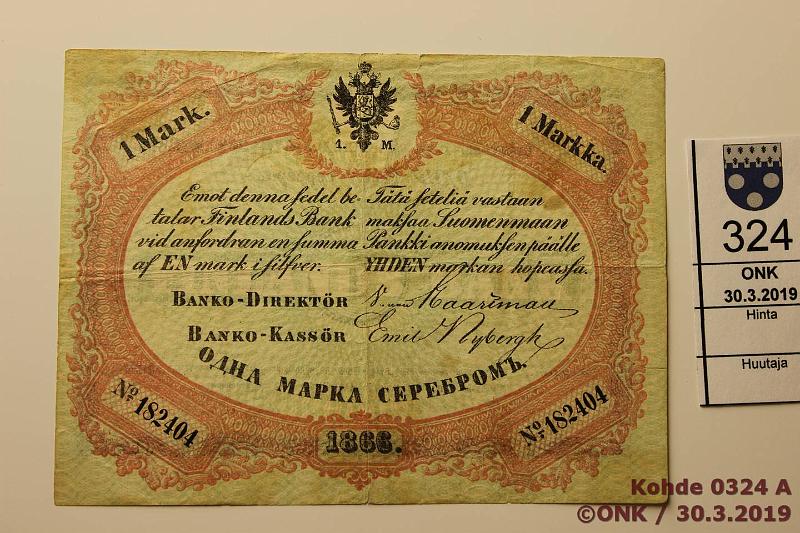 1 Mark.
1 Markka.
1. M.
Emot denna sedel be-
talar Finlands Bank
vid anfordran en summa
af EN mark i silfver.
Tätä seteliä vastaan
maksaa Suomenmaan
Pankki anomuksen päälle
YHDEN markan hopeassa.
BANKO-DIREKTÖR
BANKO-KASSÖR Emil Nybergh
ОДНА МАРКА СЕРЕБРОМЪ.
No 182404
No 182404
1866.
324
ONK
30.3.2019
Hinta
Huutaja
Kohde 0324 A
©ONK / 30.3.2019